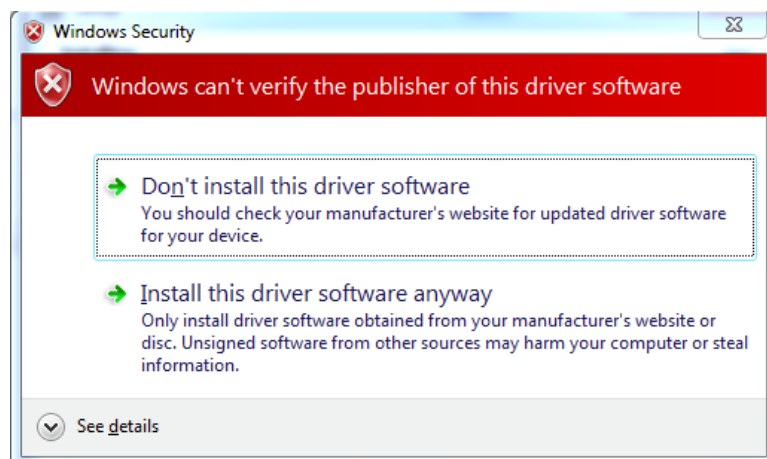 Windows Security
Windows can't verify the publisher of this driver software
Don't install this driver software
You should check your manufacturer's website for updated driver software
for your device.
Install this driver software anyway
Only install driver software obtained from your manufacturer's website or
disc. Unsigned software from other sources may harm your computer or steal
information.
See details